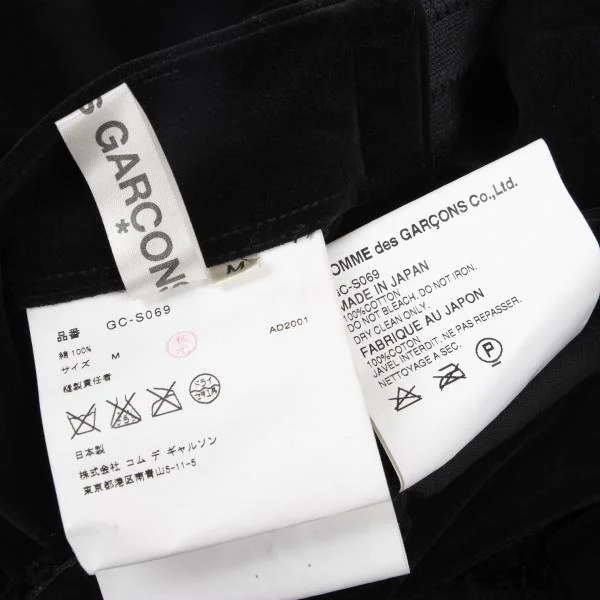 S GARÇONS
*
M
品番 GC-S069
綿 100% AD2001
サイズ M
縫製責任者
日本製
株式会社 コム デ ギャルソン
東京都港区南青山5-11-5
OMME des GARÇONS Co.,Ltd.
GC-S069
MADE IN JAPAN
100%COTTON
DO NOT BLEACH. DO NOT IRON.
DRY CLEAN ONLY.
FABRIQUE AU JAPON
100%COTTON
JAVEL INTERDIT. NE PAS REPASSER.
NETTOYAGE A SEC.
P